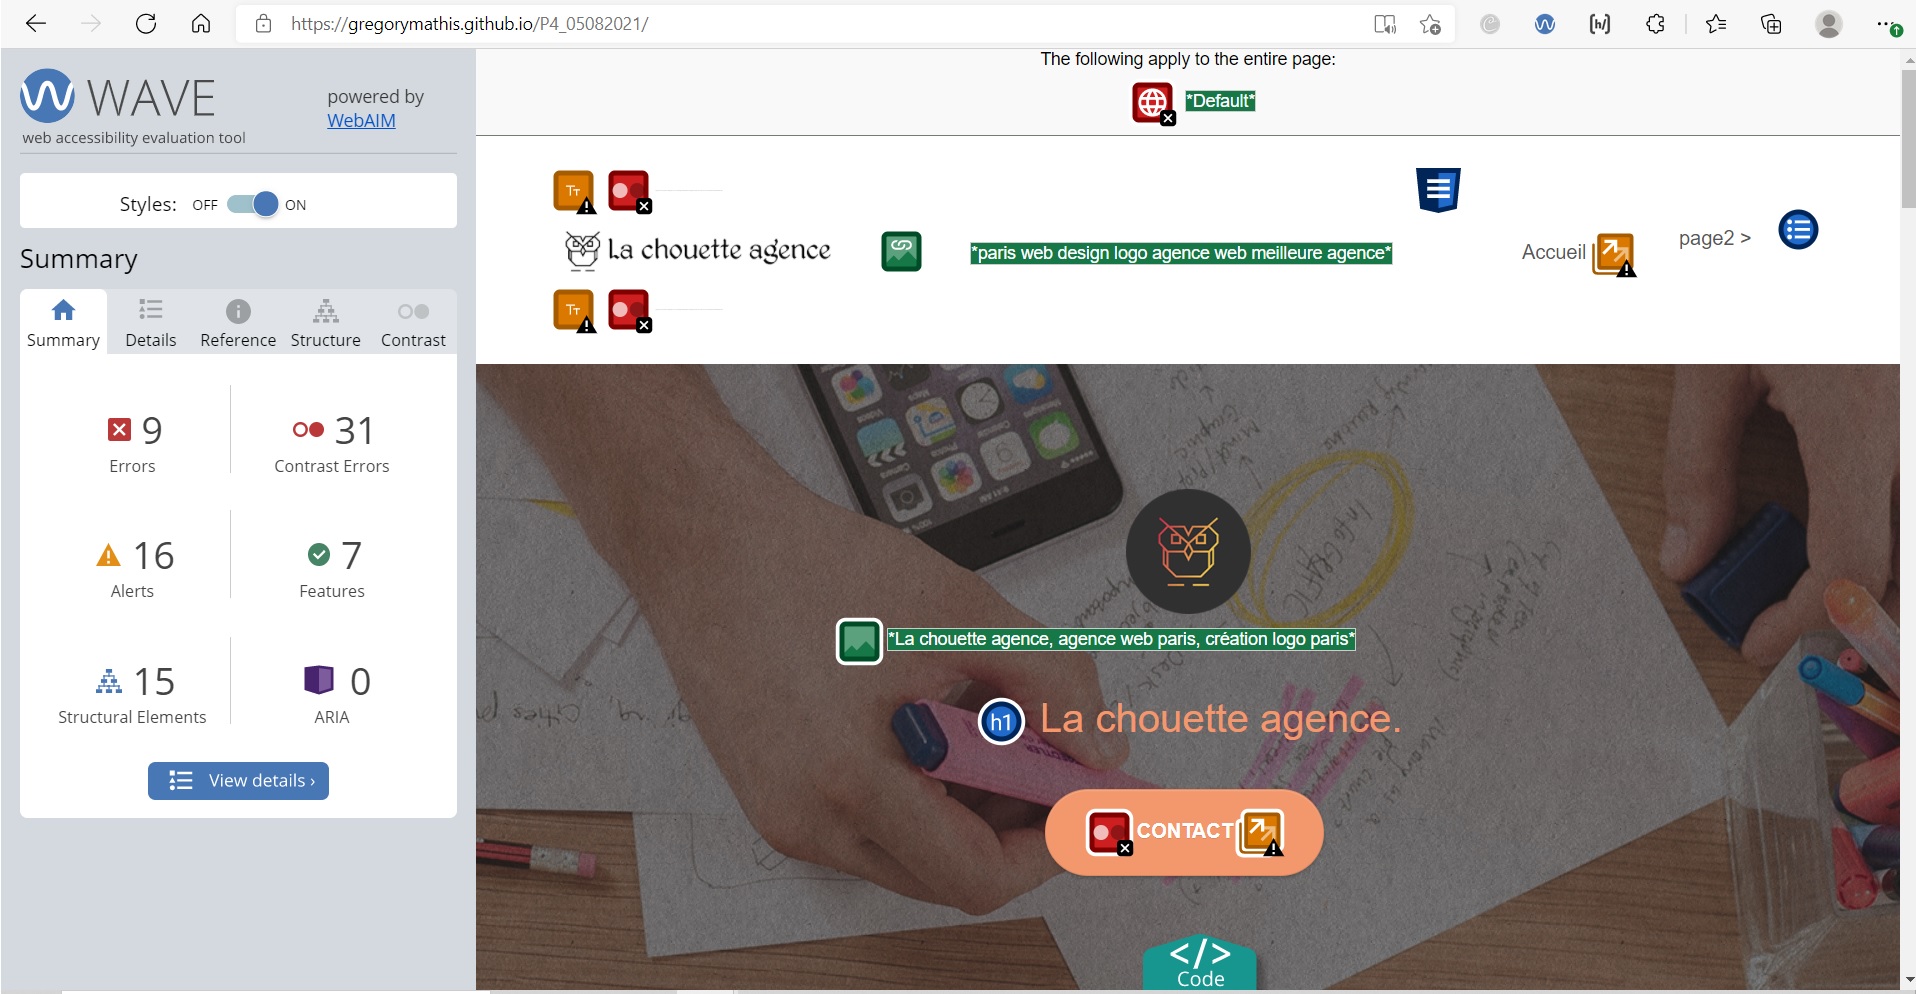 https://gregorymathis.github.io/P4_05082021/
WAVE
web accessibility evaluation tool
powered by
WebAIM
Styles: OFF ON
Summary
Summary Details Reference Structure Contrast
9
Errors
31
Contrast Errors
16
Alerts
7
Features
15
Structural Elements
0
ARIA
View details ›
The following apply to the entire page:
*Default*
TT
La chouette agence
*paris web design logo agence web meilleure agence*
Accueil
page2 >
TT
*La chouette agence, agence web paris, création logo paris*
h1 La chouette agence.
CONTACT
</>
Code